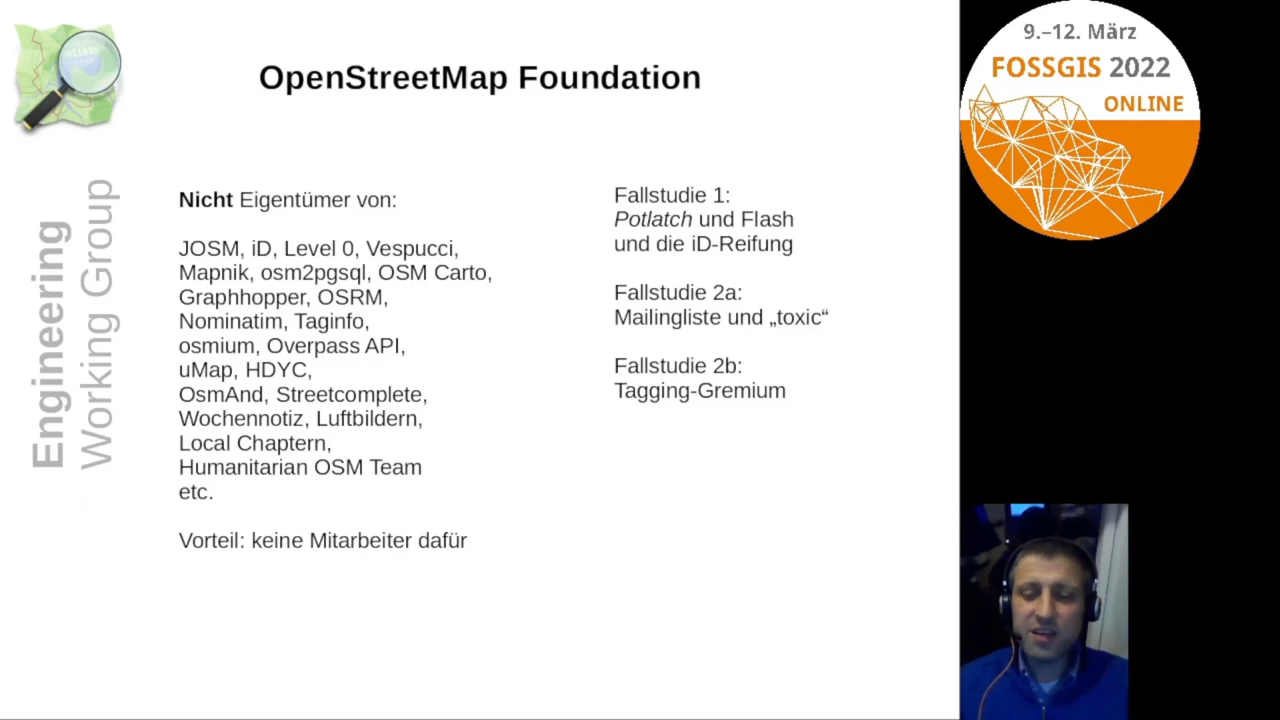 OpenStreetMap Foundation
Engineering
Working Group
Nicht Eigentümer von:
JOSM, iD, Level 0, Vespucci,
Mapnik, osm2pgsql, OSM Carto,
Graphhopper, OSRM,
Nominatim, Taginfo,
osmium, Overpass API,
uMap, HDYC,
OsmAnd, Streetcomplete,
Wochennotiz, Luftbildern,
Local Chaptern,
Humanitarian OSM Team
etc.
Vorteil: keine Mitarbeiter dafür
Fallstudie 1:
Potlatch und Flash
und die iD-Reifung
Fallstudie 2a:
Mailingliste und „toxic“
Fallstudie 2b:
Tagging-Gremium
9.–12. März
FOSSGIS 2022
ONLINE